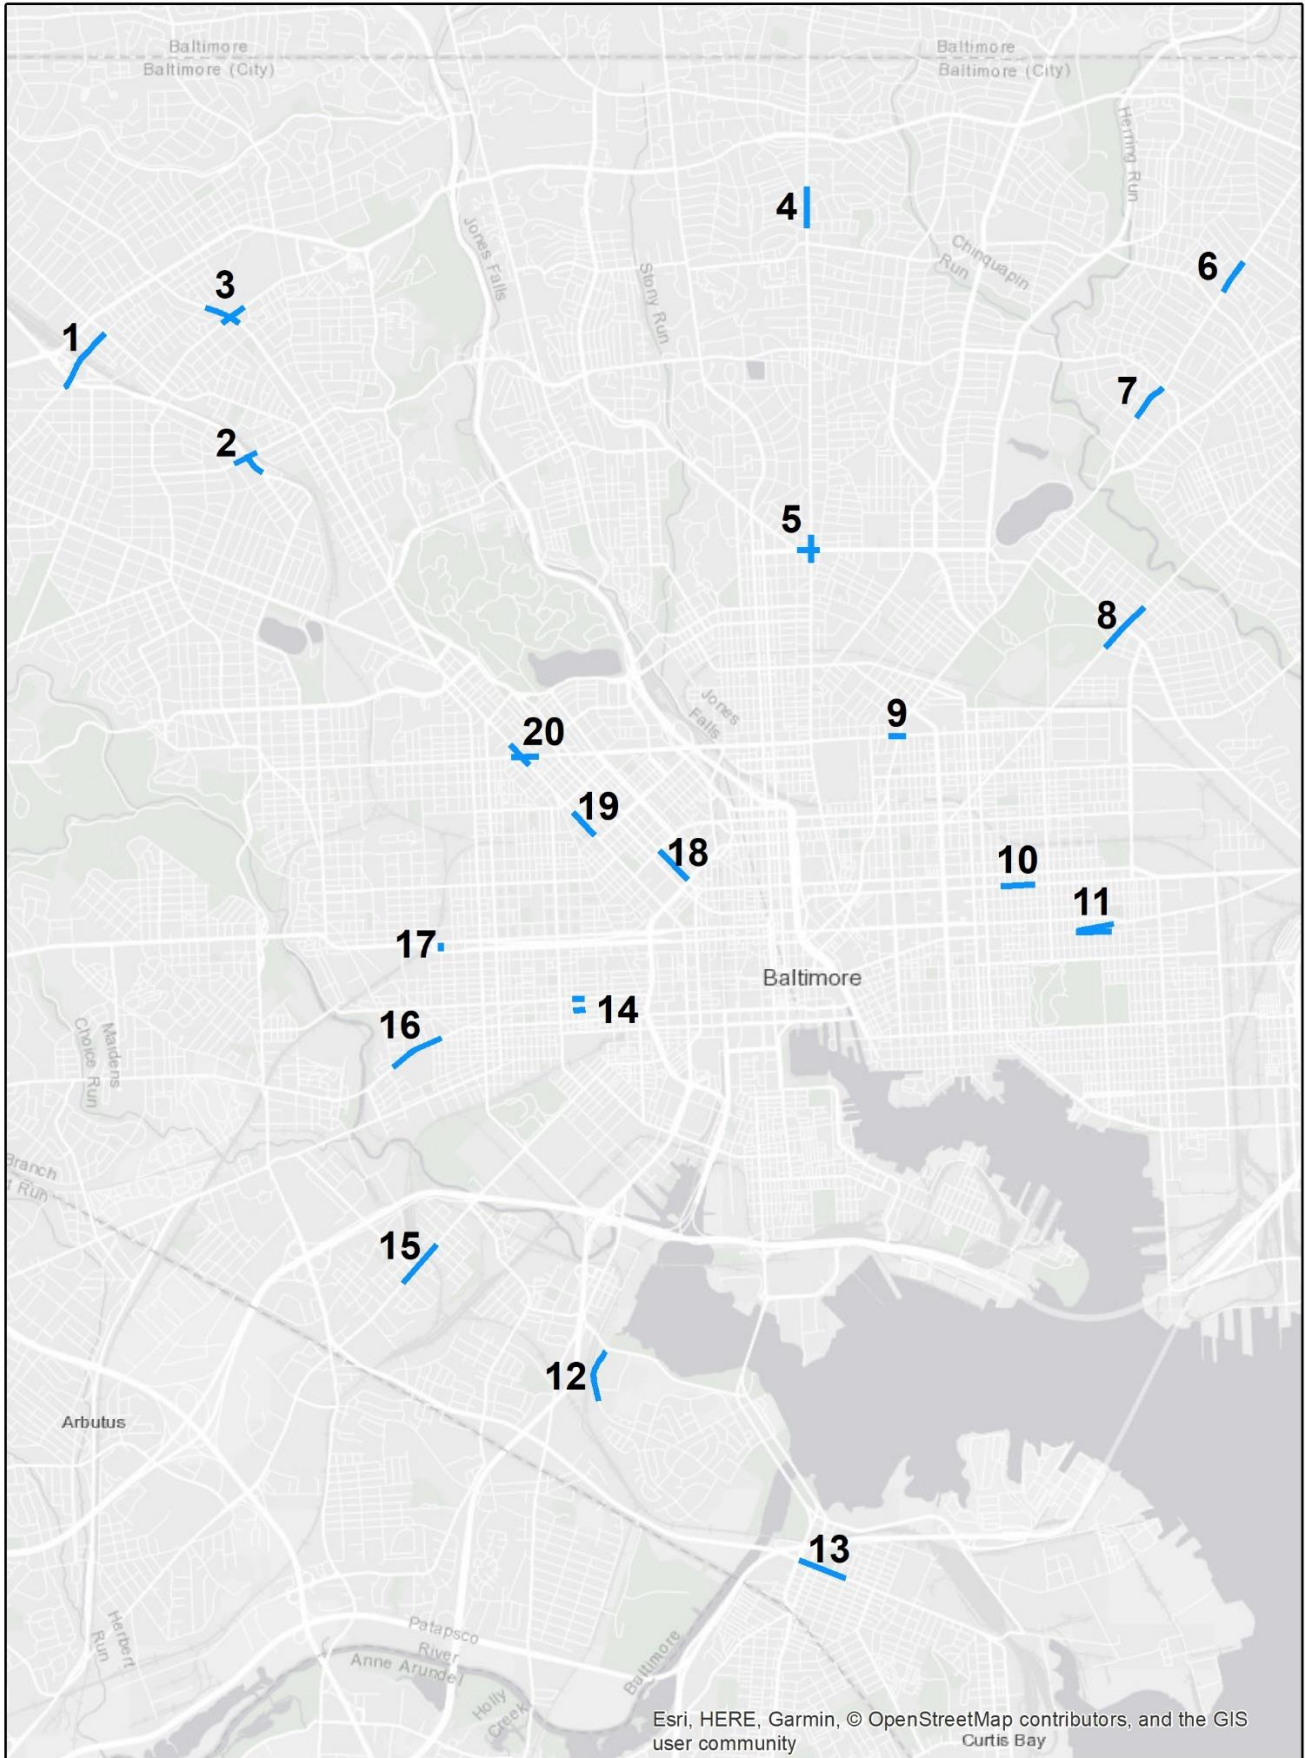 Baltimore
Baltimore (City)
Baltimore
Baltimore (City)
Herring Run
4
Jones Falls
Chinquapin
Run
6
Stony Run
3
1
7
2
5
8
Jones
Falls
9
20
19
18
10
11
17
Baltimore
14
16
Maidens
Choice Run
Branch
t Run
15
12
Arbutus
13
Herbert
Run
Patapsco
River
Anne Arundel
Baltimore
Holly
Creek
Esri, HERE, Garmin, © OpenStreetMap contributors, and the GIS
user community
Curtis Bay